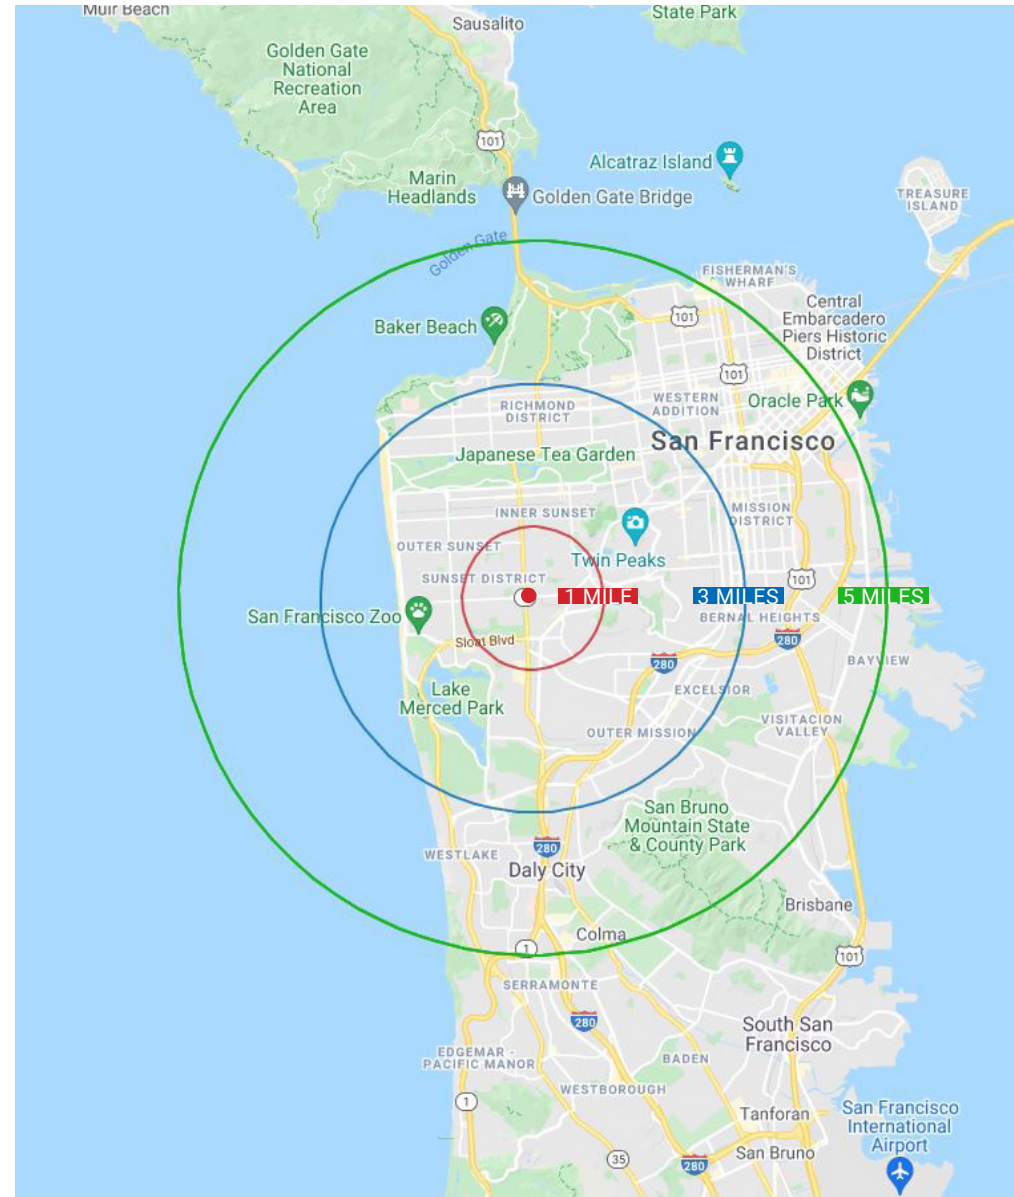 Muir Beach
Sausalito
State Park
Golden Gate
National
Recreation
Area
101
Alcatraz Island
Marin
Headlands
Golden Gate Bridge
TREASURE
ISLAND
Golden Gate
FISHERMAN'S
WHARF
Central
Embarcadero
Piers Historic
District
101
Baker Beach
101
Oracle Park
RICHMOND
DISTRICT
WESTERN
ADDITION
San Francisco
Japanese Tea Garden
INNER SUNSET
MISSION
DISTRICT
OUTER SUNSET
Twin Peaks
SUNSET DISTRICT
101
1 MILE
3 MILES
5 MILES
San Francisco Zoo
BERNAL HEIGHTS
Sloat Blvd
280
280
BAYVIEW
Lake
Merced Park
EXCELSIOR
OUTER MISSION
VISITACION
VALLEY
San Bruno
Mountain State
& County Park
280
WESTLAKE
Daly City
Brisbane
Colma
1
101
SERRAMONTE
280
South San
Francisco
EDGEMAR -
PACIFIC MANOR
BADEN
WESTBOROUGH
1
Tanforan
San Francisco
International
Airport
35
280
San Bruno